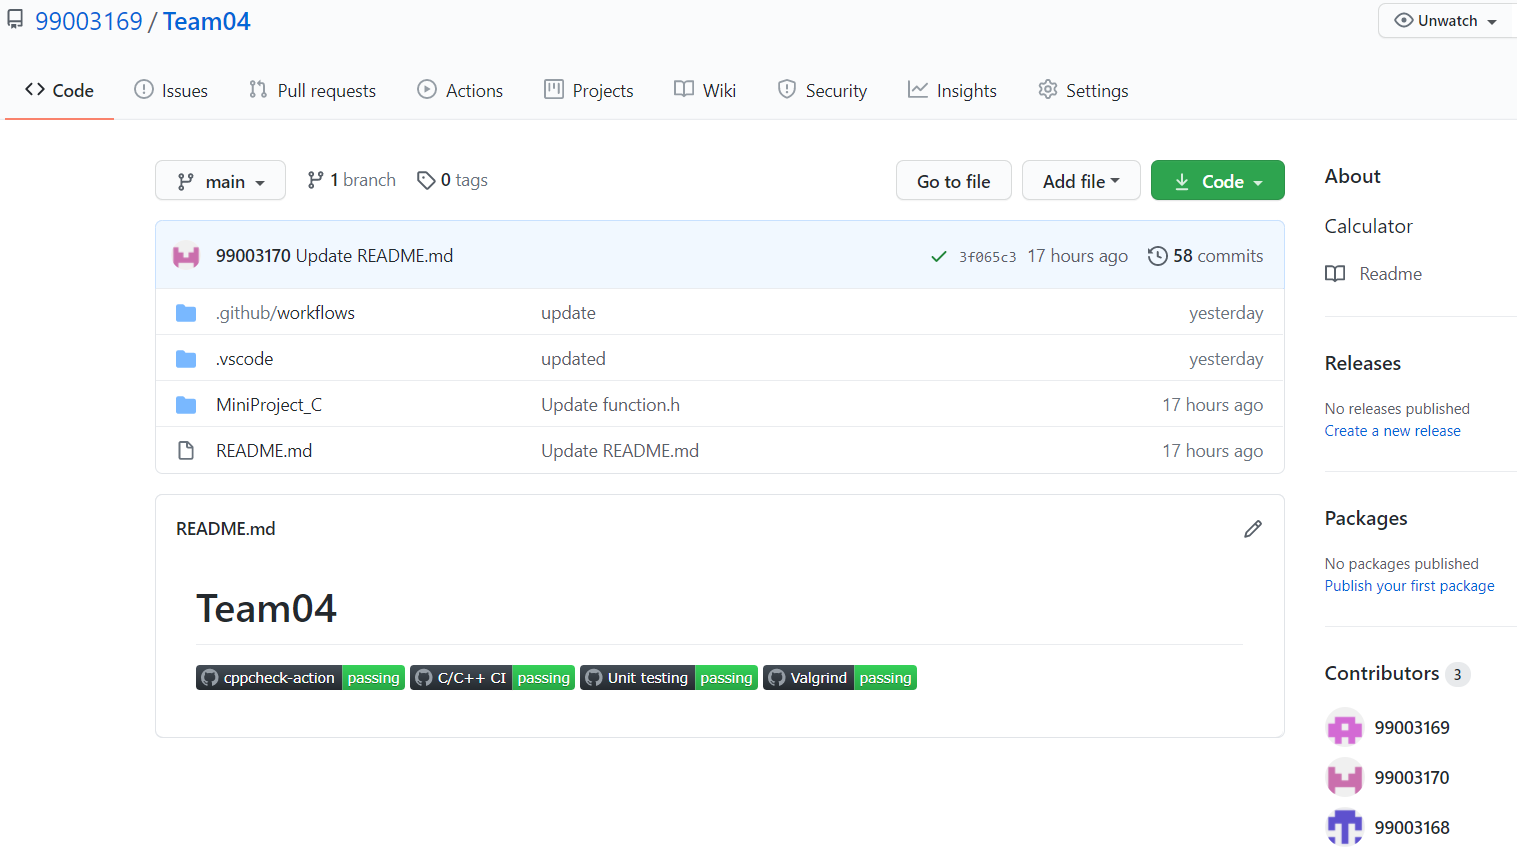 99003169 / Team04
Unwatch
Code
Issues
Pull requests
Actions
Projects
Wiki
Security
Insights
Settings
main
1 branch
0 tags
Go to file
Add file
Code
99003170 Update README.md
3f065c3 17 hours ago
58 commits
.github/workflows update yesterday
.vscode updated yesterday
MiniProject_C Update function.h 17 hours ago
README.md Update README.md 17 hours ago
README.md
Team04
cppcheck-action passing
C/C++ CI passing
Unit testing passing
Valgrind passing
About
Calculator
Readme
Releases
No releases published
Create a new release
Packages
No packages published
Publish your first package
Contributors 3
99003169
99003170
99003168